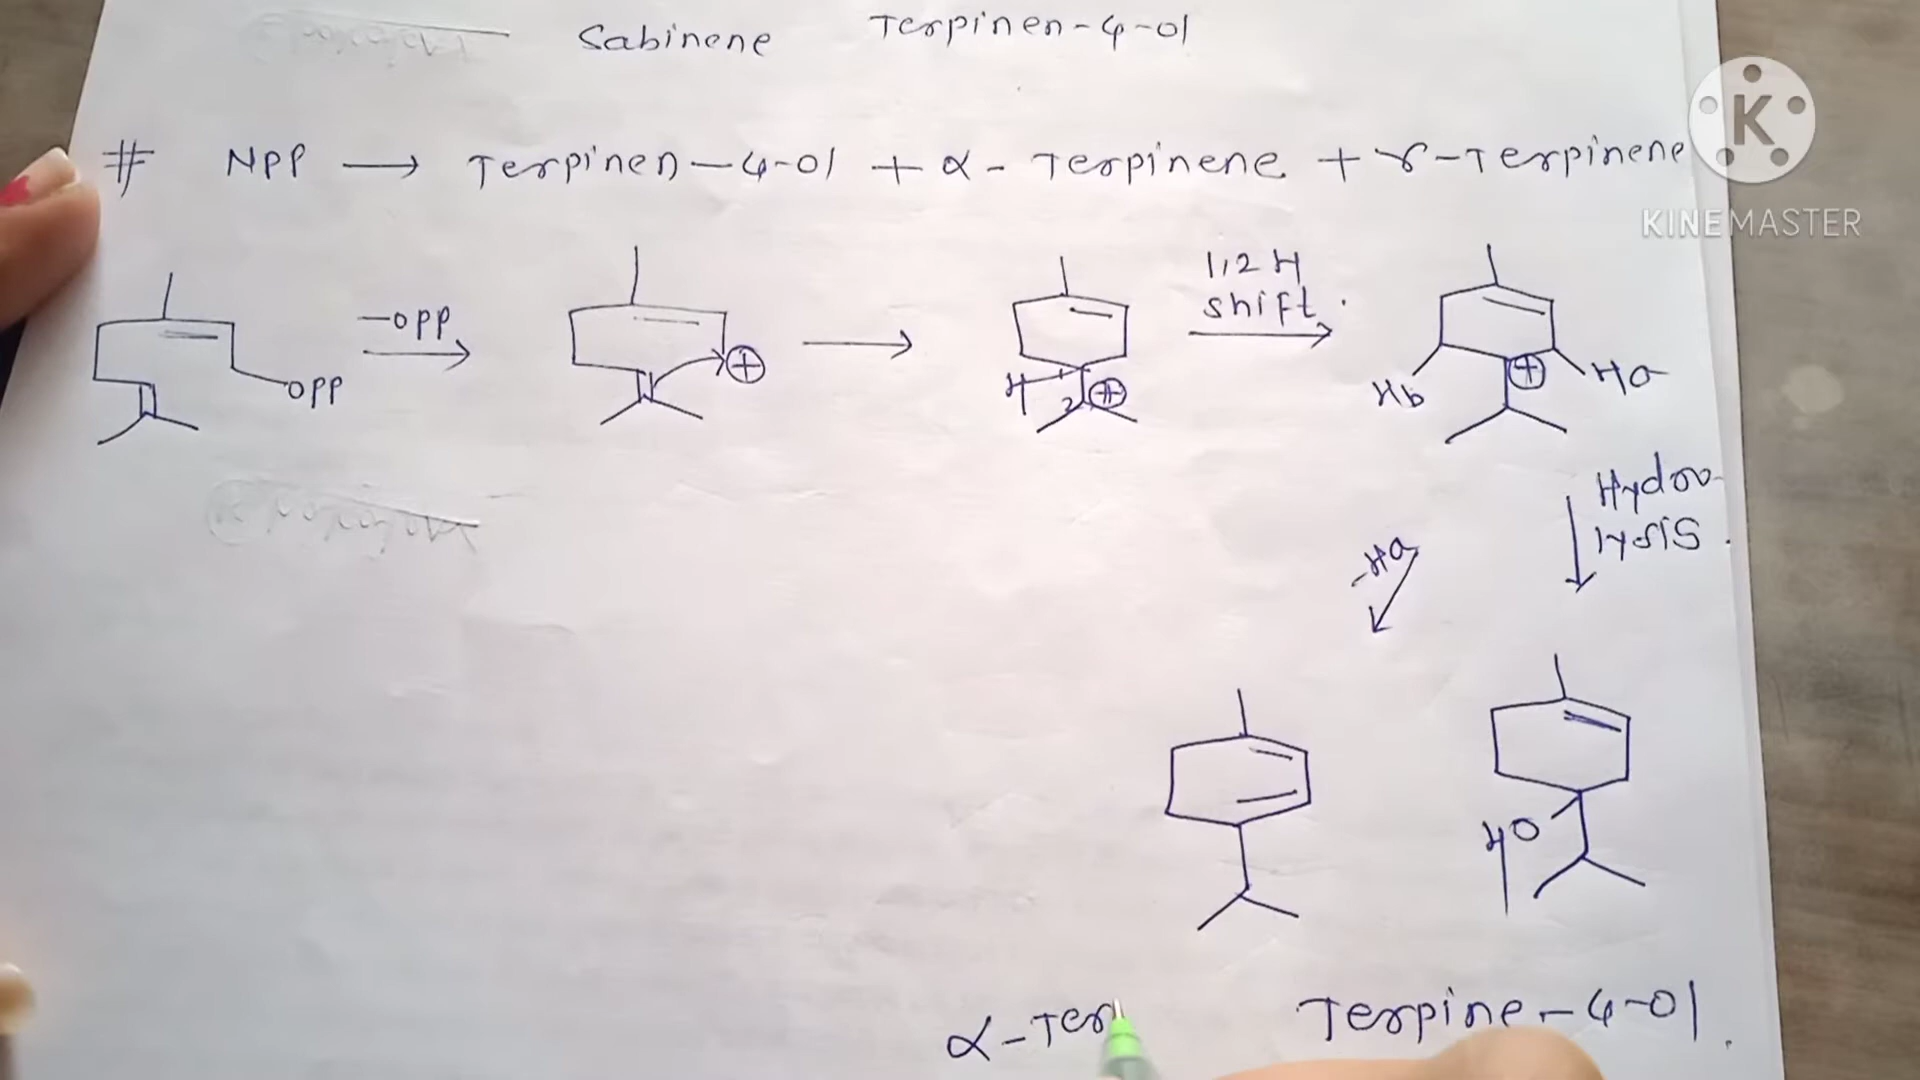 Sabinene Terpinen-4-ol
# NPP → Terpinen-4-ol + α-Terpinene + γ-Terpinene
K
KINEMASTER
-OPP
1,2 H
shift.
OPP
⊕
H 1 2 ⊕
Hb ⊕ Ha
Hydro-
lysis.
-Ha
HO
α-Ter
Terpine-4-ol.